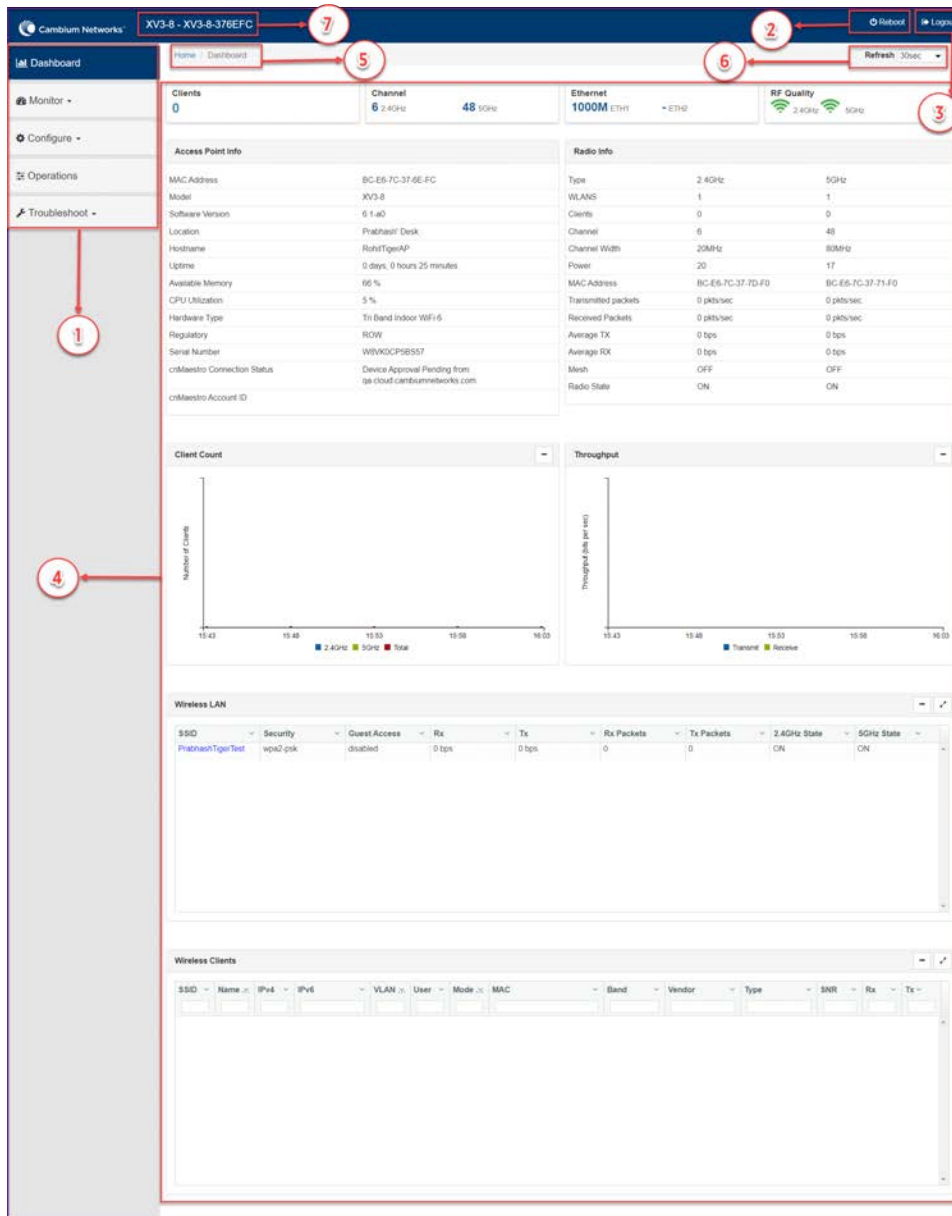 Cambium Networks
XV3-8 - XV3-8-376EFC
7
2
Reboot
Logou
Dashboard
Home / Dashboard
5
6
Refresh 30sec
3
Monitor
Configure
Operations
Troubleshoot
1
4
Clients
0
Channel
6 2.4GHz 48 5GHz
Ethernet
1000M ETH1 - ETH2
RF Quality
2.4GHz 5GHz
Access Point Info
MAC Address BC-E6-7C-37-6E-FC
Model XV3-8
Software Version 6.1-a0
Location Prabhash' Desk
Hostname RohitTigerAP
Uptime 0 days, 0 hours 25 minutes
Available Memory 66 %
CPU Utilization 5 %
Hardware Type Tri Band Indoor WiFi-6
Regulatory ROW
Serial Number W8VK0CP5BS57
cnMaestro Connection Status Device Approval Pending from
qa.cloud.cambiumnetworks.com
cnMaestro Account ID
Radio Info
Type 2.4GHz 5GHz
WLANS 1 1
Clients 0 0
Channel 6 48
Channel Width 20MHz 80MHz
Power 20 17
MAC Address BC-E6-7C-37-7D-F0 BC-E6-7C-37-71-F0
Transmitted packets 0 pkts/sec 0 pkts/sec
Received Packets 0 pkts/sec 0 pkts/sec
Average TX 0 bps 0 bps
Average RX 0 bps 0 bps
Mesh OFF OFF
Radio State ON ON
Client Count
Number of Clients
15:43 15:48 15:53 15:58 16:03
2.4GHz 5GHz Total
Throughput
Throughput (bits per sec)
15:43 15:48 15:53 15:58 16:03
Transmit Receive
Wireless LAN
SSID Security Guest Access Rx Tx Rx Packets Tx Packets 2.4GHz State 5GHz State
PrabhashTigerTest wpa2-psk disabled 0 bps 0 bps 0 0 ON ON
Wireless Clients
SSID Name IPv4 IPv6 VLAN User Mode MAC Band Vendor Type SNR Rx Tx